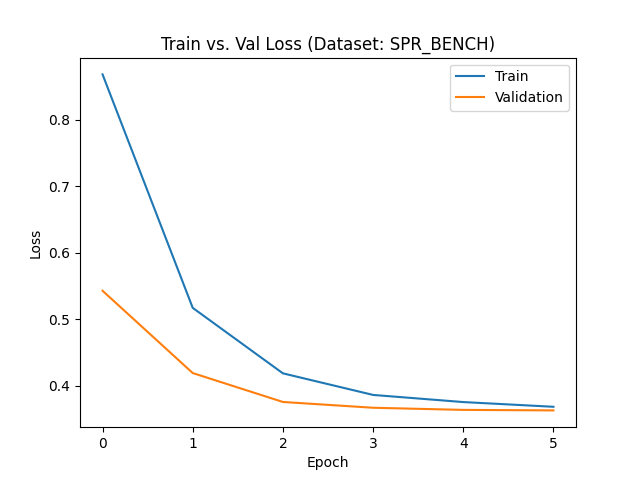 Train vs. Val Loss (Dataset: SPR_BENCH)
Train
Validation
Loss
0.8
0.7
0.6
0.5
0.4
0 1 2 3 4 5
Epoch